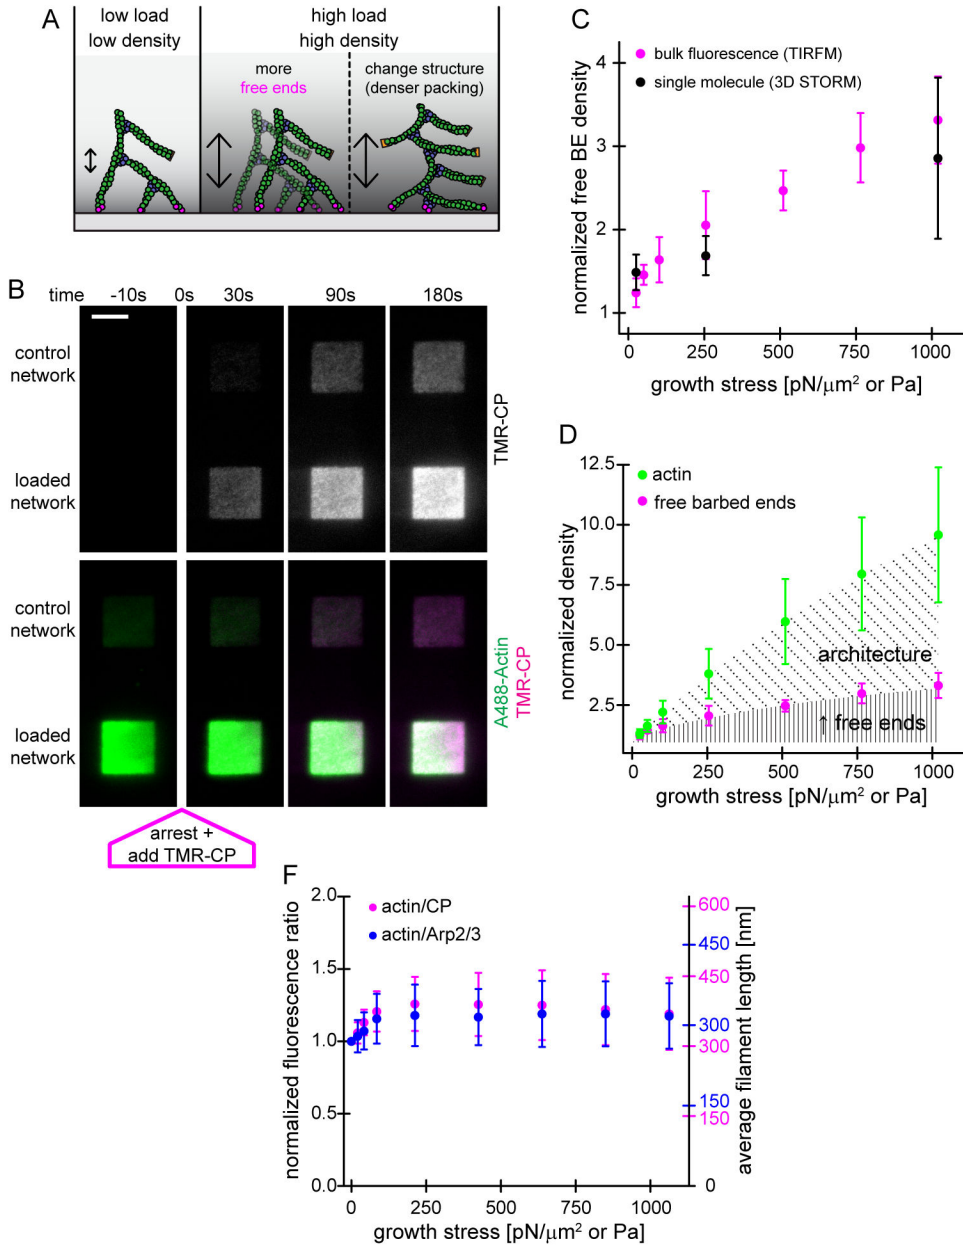 A
low load
low density
high load
high density
more
free ends
change structure
(denser packing)
B
time
-10s
0s
30s
90s
180s
control
network
loaded
network
TMR-CP
control
network
loaded
network
A488-Actin
TMR-CP
arrest +
add TMR-CP
C
bulk fluorescence (TIRFM)
single molecule (3D STORM)
normalized free BE density
4
3
2
1
0
250
500
750
1000
growth stress [pN/μm² or Pa]
D
actin
free barbed ends
normalized density
12.5
10.0
7.5
5.0
2.5
architecture
↑ free ends
0
250
500
750
1000
growth stress [pN/μm² or Pa]
F
actin/CP
actin/Arp2/3
normalized fluorescence ratio
2.0
1.5
1.0
0.5
0.0
600
450
450
300
300
150
150
0
average filament length [nm]
0
250
500
750
1000
growth stress [pN/μm² or Pa]